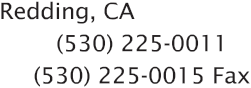 Redding, CA
(530) 225-0011
(530) 225-0015 Fax